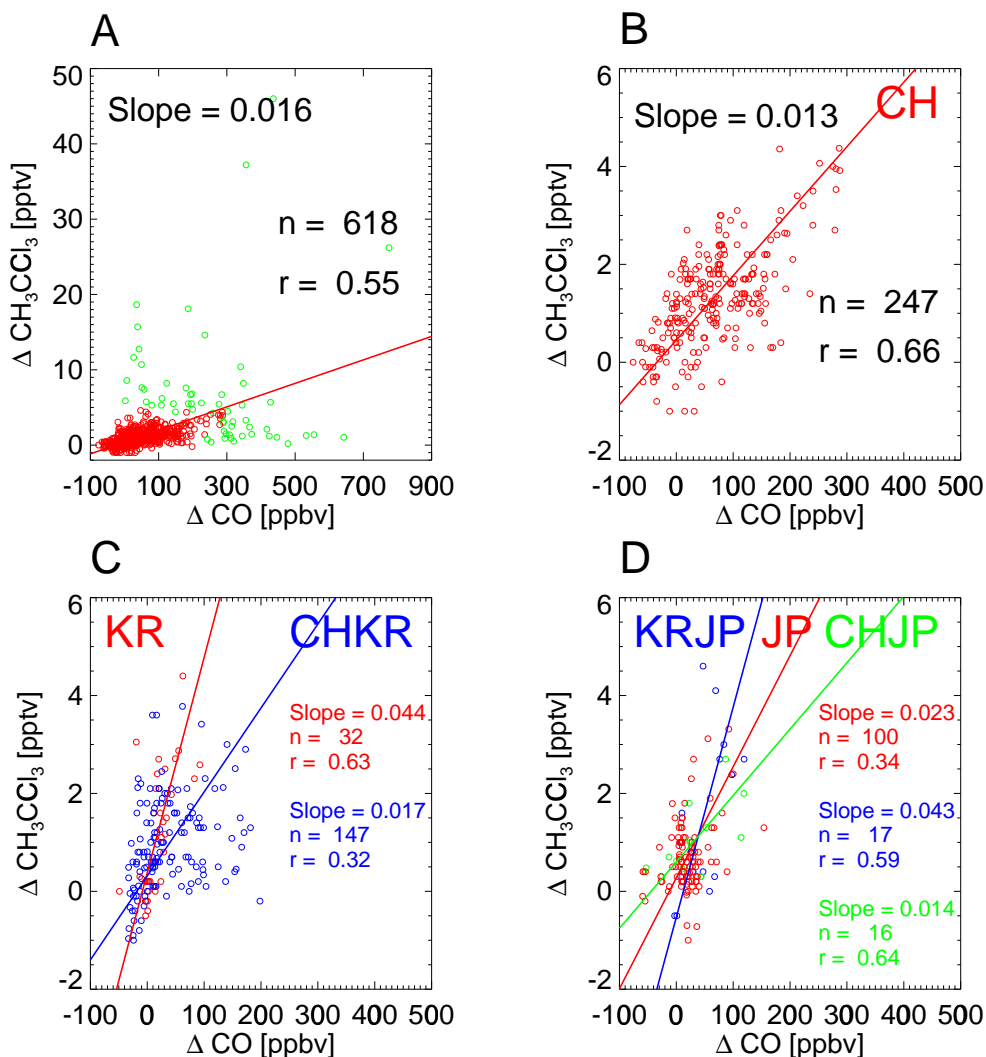 A
Slope = 0.016
n = 618
r = 0.55
Δ CH3CCl3 [pptv]
50
40
30
20
10
0
-100 100 300 500 700 900
Δ CO [ppbv]
B
Slope = 0.013
CH
n = 247
r = 0.66
Δ CH3CCl3 [pptv]
6
4
2
0
-2
-100 0 100 200 300 400 500
Δ CO [ppbv]
C
KR
CHKR
Slope = 0.044
n = 32
r = 0.63
Slope = 0.017
n = 147
r = 0.32
Δ CH3CCl3 [pptv]
6
4
2
0
-2
-100 0 100 200 300 400 500
Δ CO [ppbv]
D
KRJP JP CHJP
Slope = 0.023
n = 100
r = 0.34
Slope = 0.043
n = 17
r = 0.59
Slope = 0.014
n = 16
r = 0.64
Δ CH3CCl3 [pptv]
6
4
2
0
-2
-100 0 100 200 300 400 500
Δ CO [ppbv]